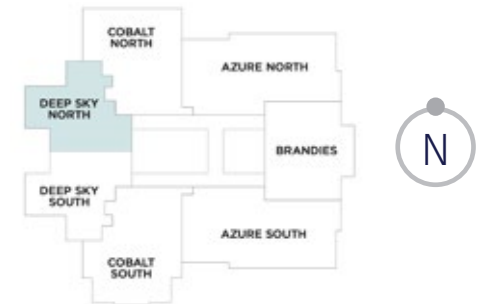 COBALT
NORTH
AZURE NORTH
DEEP SKY
NORTH
BRANDIES
DEEP SKY
SOUTH
AZURE SOUTH
COBALT
SOUTH
N